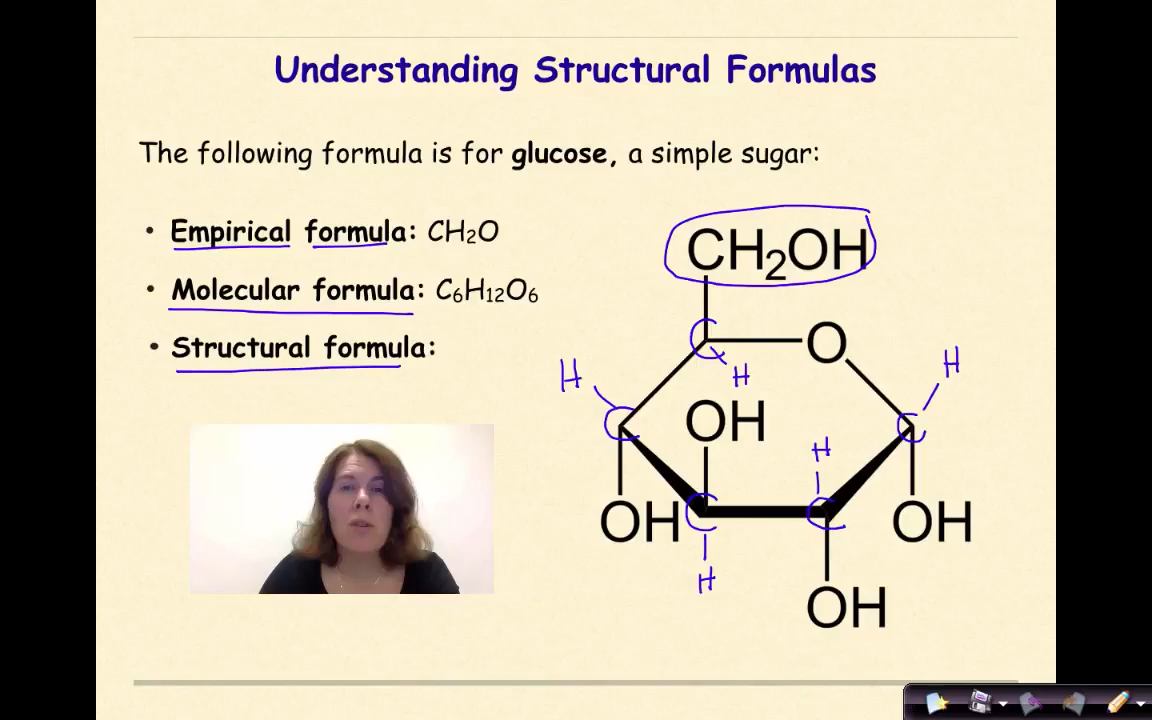 Understanding Structural Formulas
The following formula is for glucose, a simple sugar:
• Empirical formula: CH₂O
• Molecular formula: C₆H₁₂O₆
• Structural formula:
CH₂OH
C O
H H H
C OH C
H
OH C C OH
H
OH